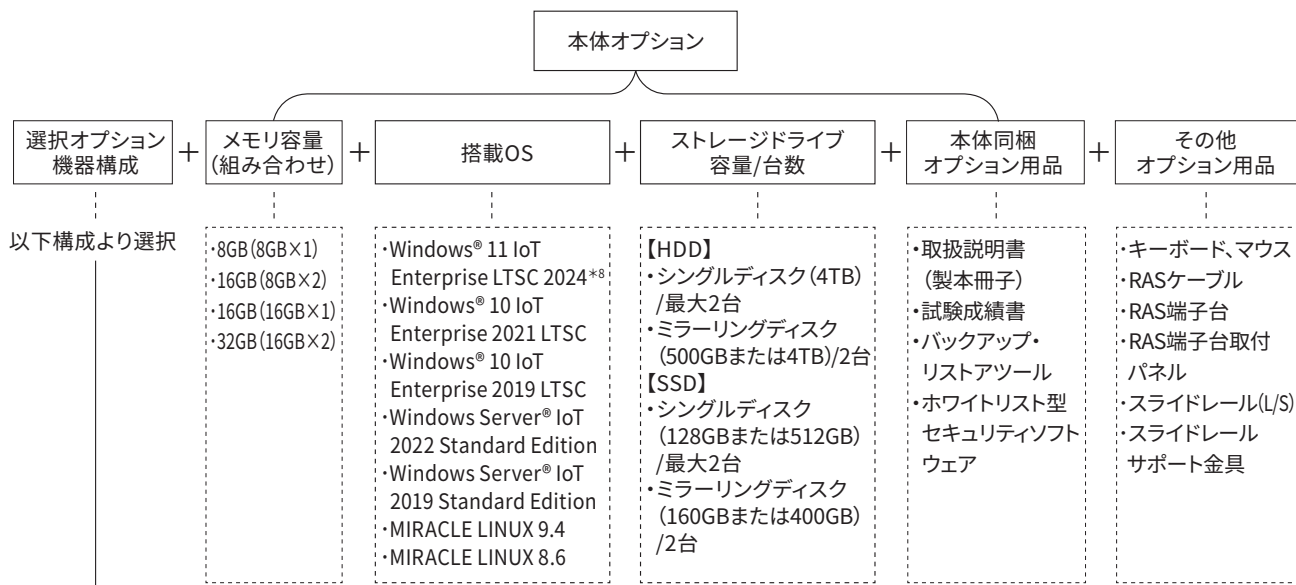 本体オプション
選択オプション
機器構成
+
メモリ容量
(組み合わせ)
+
搭載OS
+
ストレージドライブ
容量/台数
+
本体同梱
オプション用品
+
その他
オプション用品
以下構成より選択
・8GB(8GB×1)
・16GB(8GB×2)
・16GB(16GB×1)
・32GB(16GB×2)
・Windows® 11 IoT
Enterprise LTSC 2024*8
・Windows® 10 IoT
Enterprise 2021 LTSC
・Windows® 10 IoT
Enterprise 2019 LTSC
・Windows Server® IoT
2022 Standard Edition
・Windows Server® IoT
2019 Standard Edition
・MIRACLE LINUX 9.4
・MIRACLE LINUX 8.6
【HDD】
・シングルディスク(4TB)
/最大2台
・ミラーリングディスク
(500GBまたは4TB)/2台
【SSD】
・シングルディスク
(128GBまたは512GB)
/最大2台
・ミラーリングディスク
(160GBまたは400GB)
/2台
・取扱説明書
(製本冊子)
・試験成績書
・バックアップ・
リストアツール
・ホワイトリスト型
セキュリティソフト
ウェア
・キーボード、マウス
・RASケーブル
・RAS端子台
・RAS端子台取付
パネル
・スライドレール(L/S)
・スライドレール
サポート金具